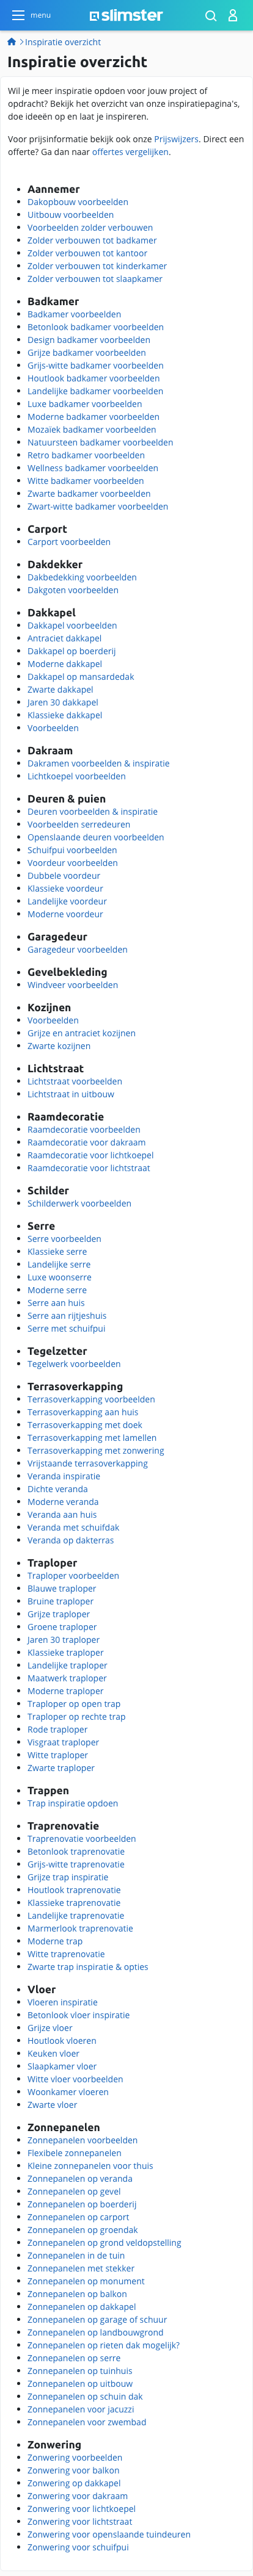 menu
slimster
Inspiratie overzicht
Inspiratie overzicht
Wil je meer inspiratie opdoen voor jouw project of
opdracht? Bekijk het overzicht van onze inspiratiepagina's,
de ideeën op en laat je inspireren.
Voor prijsinformatie bekijk ook onze Prijswijzers. Direct een
offerte? Ga dan naar offertes vergelijken.
Aannemer
Dakopbouw voorbeelden
Uitbouw voorbeelden
Voorbeelden zolder verbouwen
Zolder verbouwen tot badkamer
Zolder verbouwen tot kantoor
Zolder verbouwen tot kinderkamer
Zolder verbouwen tot slaapkamer
Badkamer
Badkamer voorbeelden
Betonlook badkamer voorbeelden
Design badkamer voorbeelden
Grijze badkamer voorbeelden
Grijs-witte badkamer voorbeelden
Houtlook badkamer voorbeelden
Landelijke badkamer voorbeelden
Luxe badkamer voorbeelden
Moderne badkamer voorbeelden
Mozaïek badkamer voorbeelden
Natuursteen badkamer voorbeelden
Retro badkamer voorbeelden
Wellness badkamer voorbeelden
Witte badkamer voorbeelden
Zwarte badkamer voorbeelden
Zwart-witte badkamer voorbeelden
Carport
Carport voorbeelden
Dakdekker
Dakbedekking voorbeelden
Dakgoten voorbeelden
Dakkapel
Dakkapel voorbeelden
Antraciet dakkapel
Dakkapel op boerderij
Moderne dakkapel
Dakkapel op mansardedak
Zwarte dakkapel
Jaren 30 dakkapel
Klassieke dakkapel
Voorbeelden
Dakraam
Dakramen voorbeelden & inspiratie
Lichtkoepel voorbeelden
Deuren & puien
Deuren voorbeelden & inspiratie
Voorbeelden serredeuren
Openslaande deuren voorbeelden
Schuifpui voorbeelden
Voordeur voorbeelden
Dubbele voordeur
Klassieke voordeur
Landelijke voordeur
Moderne voordeur
Garagedeur
Garagedeur voorbeelden
Gevelbekleding
Windveer voorbeelden
Kozijnen
Voorbeelden
Grijze en antraciet kozijnen
Zwarte kozijnen
Lichtstraat
Lichtstraat voorbeelden
Lichtstraat in uitbouw
Raamdecoratie
Raamdecoratie voorbeelden
Raamdecoratie voor dakraam
Raamdecoratie voor lichtkoepel
Raamdecoratie voor lichtstraat
Schilder
Schilderwerk voorbeelden
Serre
Serre voorbeelden
Klassieke serre
Landelijke serre
Luxe woonserre
Moderne serre
Serre aan huis
Serre aan rijtjeshuis
Serre met schuifpui
Tegelzetter
Tegelwerk voorbeelden
Terrasoverkapping
Terrasoverkapping voorbeelden
Terrasoverkapping aan huis
Terrasoverkapping met doek
Terrasoverkapping met lamellen
Terrasoverkapping met zonwering
Vrijstaande terrasoverkapping
Veranda inspiratie
Dichte veranda
Moderne veranda
Veranda aan huis
Veranda met schuifdak
Veranda op dakterras
Traploper
Traploper voorbeelden
Blauwe traploper
Bruine traploper
Grijze traploper
Groene traploper
Jaren 30 traploper
Klassieke traploper
Landelijke traploper
Maatwerk traploper
Moderne traploper
Traploper op open trap
Traploper op rechte trap
Rode traploper
Visgraat traploper
Witte traploper
Zwarte traploper
Trappen
Trap inspiratie opdoen
Traprenovatie
Traprenovatie voorbeelden
Betonlook traprenovatie
Grijs-witte traprenovatie
Grijze trap inspiratie
Houtlook traprenovatie
Klassieke traprenovatie
Landelijke traprenovatie
Marmerlook traprenovatie
Moderne trap
Witte traprenovatie
Zwarte trap inspiratie & opties
Vloer
Vloeren inspiratie
Betonlook vloer inspiratie
Grijze vloer
Houtlook vloeren
Keuken vloer
Slaapkamer vloer
Witte vloer voorbeelden
Woonkamer vloeren
Zwarte vloer
Zonnepanelen
Zonnepanelen voorbeelden
Flexibele zonnepanelen
Kleine zonnepanelen voor thuis
Zonnepanelen op veranda
Zonnepanelen op gevel
Zonnepanelen op boerderij
Zonnepanelen op carport
Zonnepanelen op groendak
Zonnepanelen op grond veldopstelling
Zonnepanelen in de tuin
Zonnepanelen met stekker
Zonnepanelen op monument
Zonnepanelen op balkon
Zonnepanelen op dakkapel
Zonnepanelen op garage of schuur
Zonnepanelen op landbouwgrond
Zonnepanelen op rieten dak mogelijk?
Zonnepanelen op serre
Zonnepanelen op tuinhuis
Zonnepanelen op uitbouw
Zonnepanelen op schuin dak
Zonnepanelen voor jacuzzi
Zonnepanelen voor zwembad
Zonwering
Zonwering voorbeelden
Zonwering voor balkon
Zonwering op dakkapel
Zonwering voor dakraam
Zonwering voor lichtkoepel
Zonwering voor lichtstraat
Zonwering voor openslaande tuindeuren
Zonwering voor schuifpui